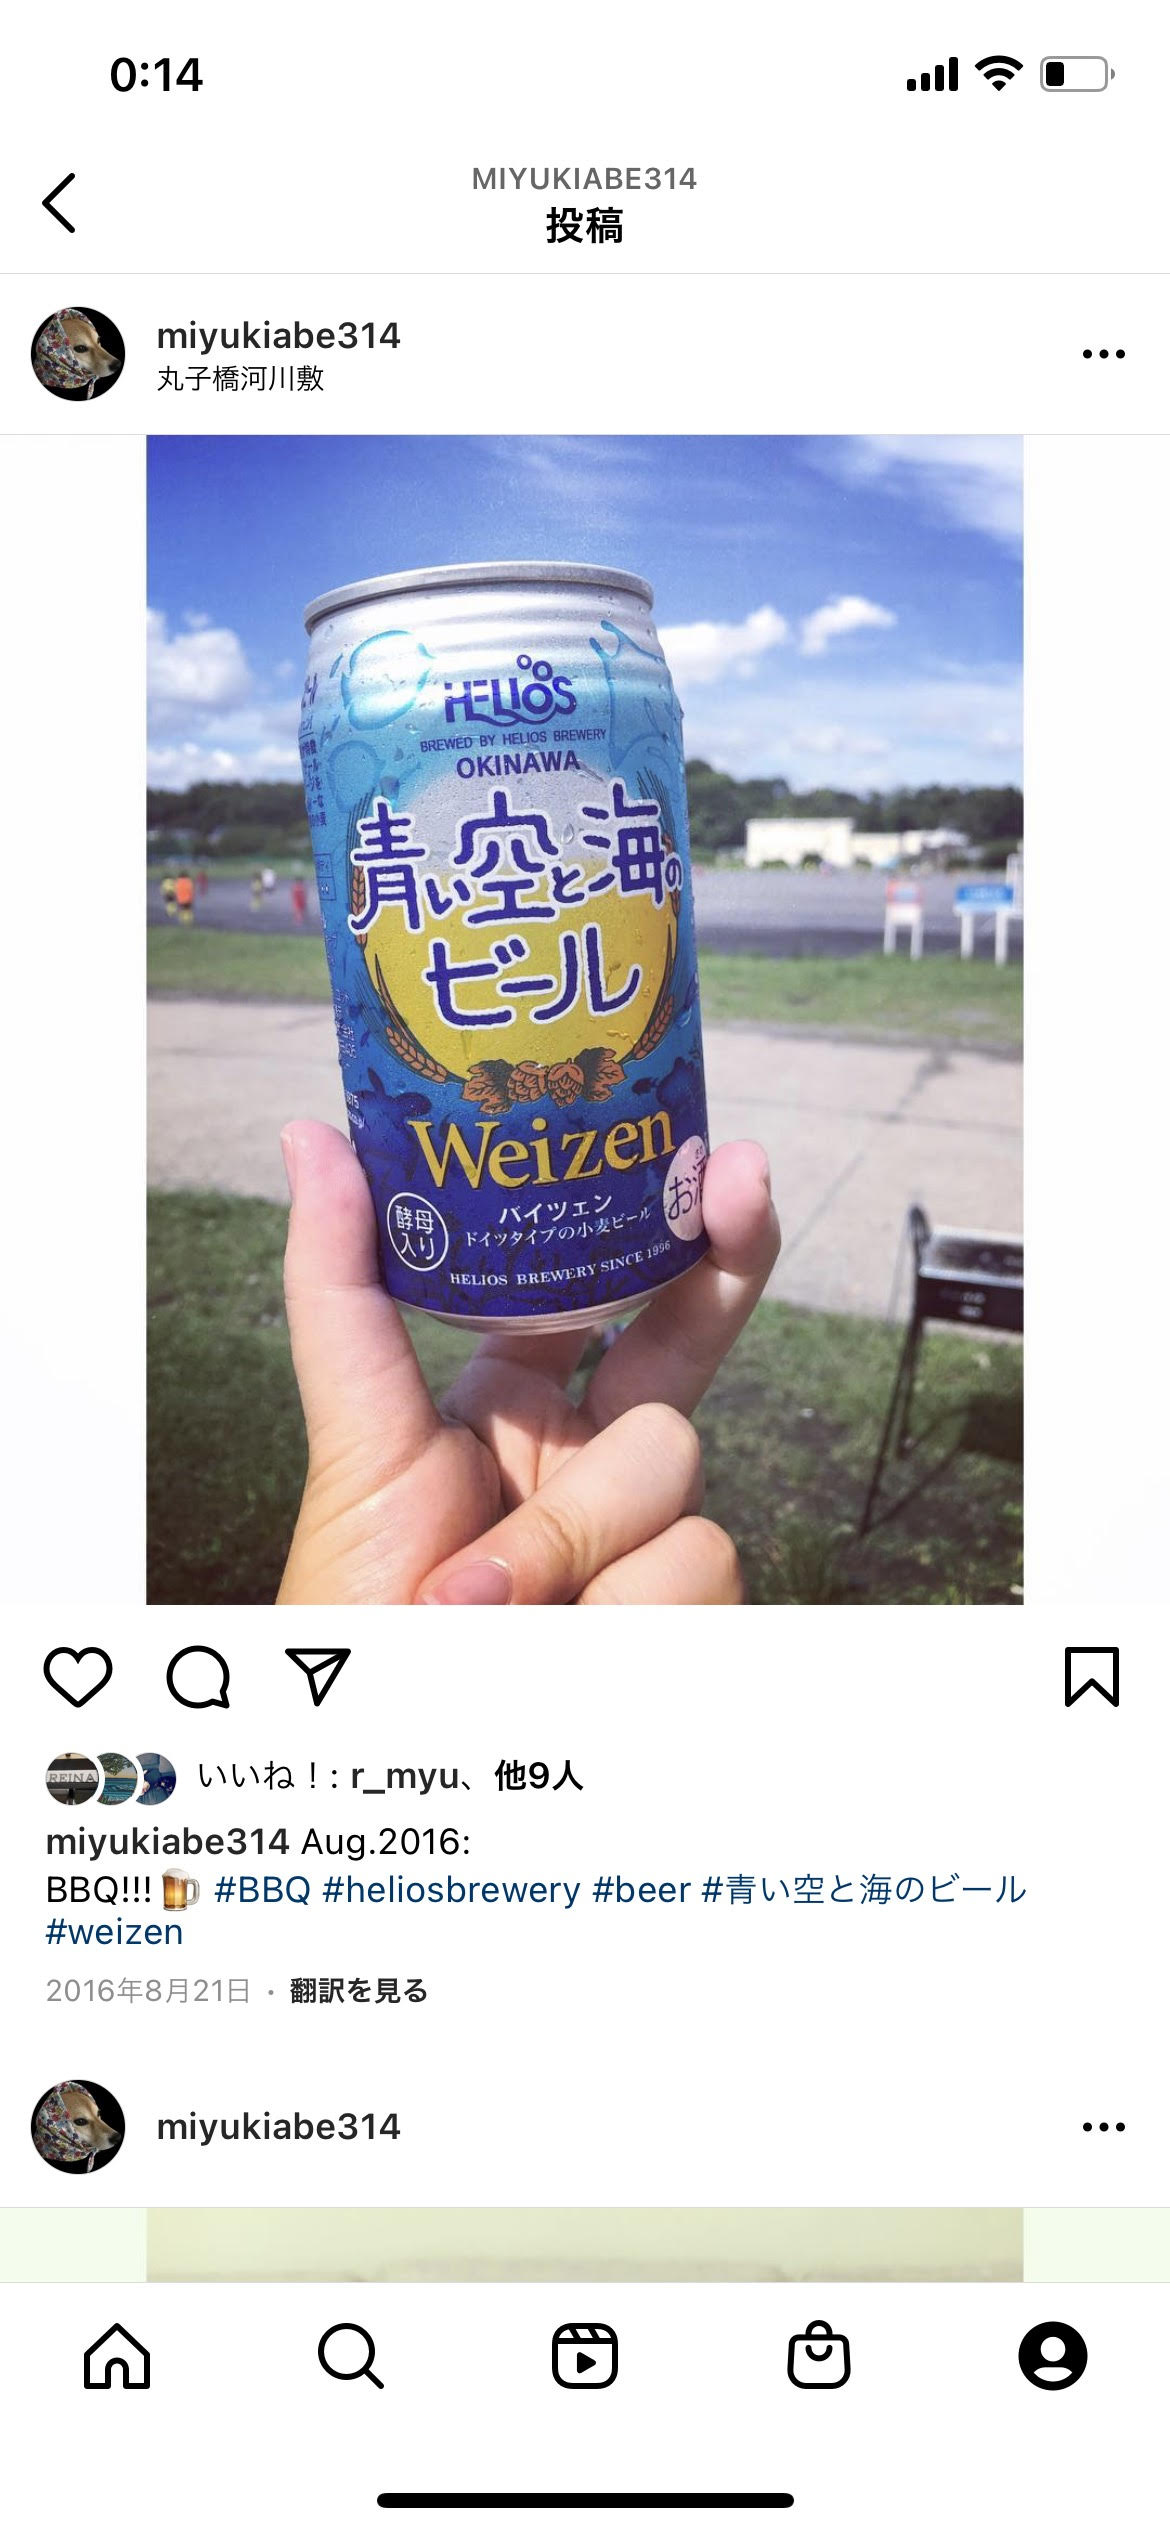 0:14
MIYUKIABE314
投稿
miyukiabe314
丸子橋河川敷
HELIOS
BREWED BY HELIOS BREWERY
OKINAWA
青い空と海の
ビール
Weizen
酵母
入り
バイツェン
ドイツタイプの小麦ビール
お酒
HELIOS BREWERY SINCE 1996
REINA
いいね！: r_myu、他9人
miyukiabe314 Aug.2016:
BBQ!!!🍺 #BBQ #heliosbrewery #beer #青い空と海のビール
#weizen
2016年8月21日 · 翻訳を見る
miyukiabe314